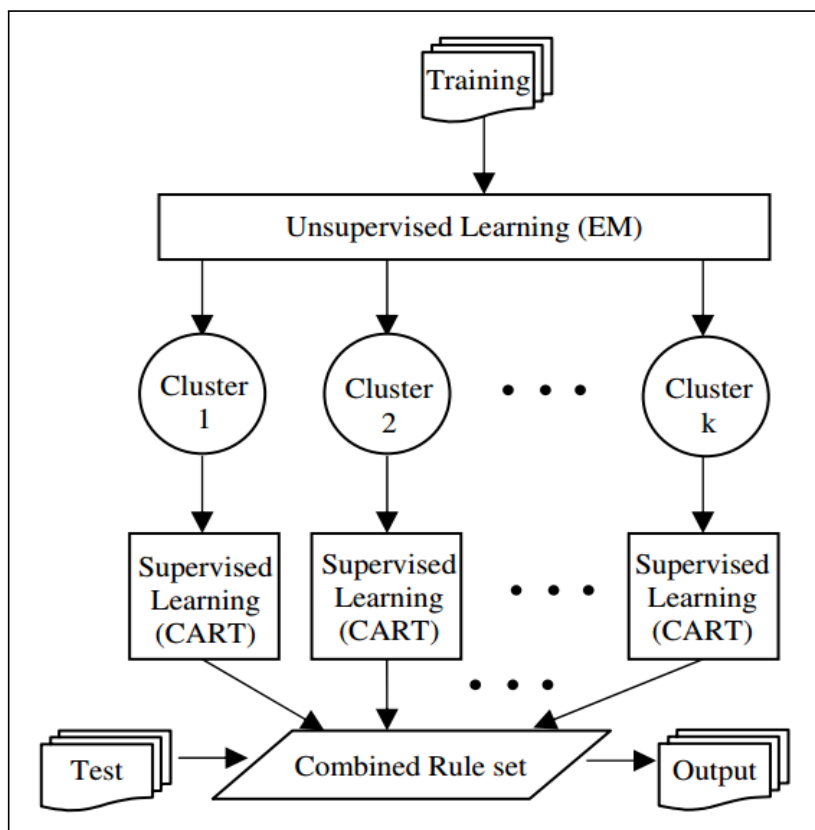 Training
Unsupervised Learning (EM)
Cluster
1
Cluster
2
Cluster
k
Supervised
Learning
(CART)
Supervised
Learning
(CART)
Supervised
Learning
(CART)
Test
Combined Rule set
Output